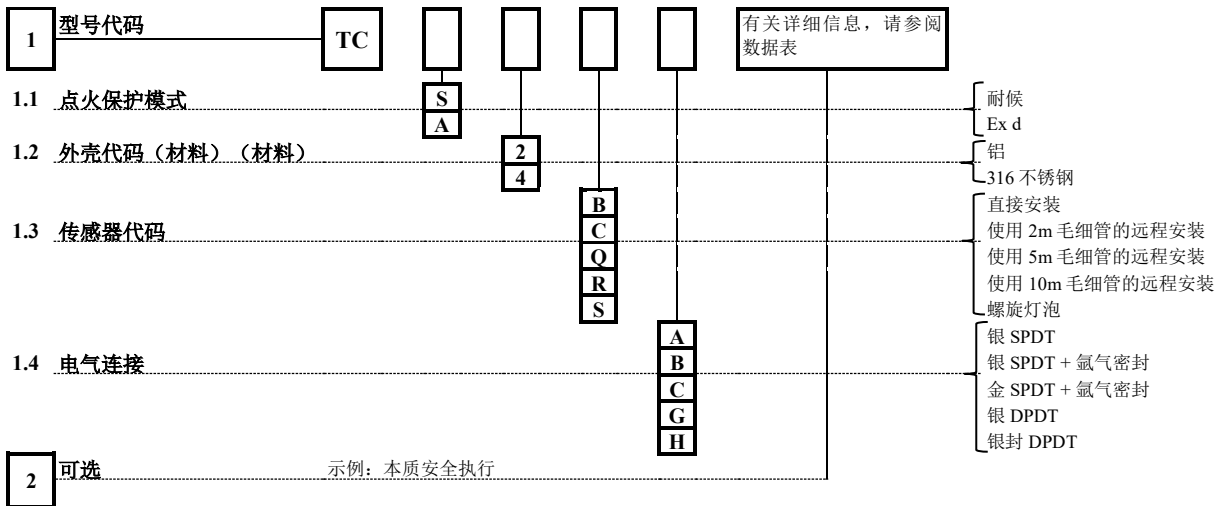 1
型号代码
TC
有关详细信息，请参阅
数据表
1.1 点火保护模式
S
A
耐候
Ex d
1.2 外壳代码（材料）（材料）
2
4
铝
316 不锈钢
1.3 传感器代码
B
C
Q
R
S
直接安装
使用 2m 毛细管的远程安装
使用 5m 毛细管的远程安装
使用 10m 毛细管的远程安装
螺旋灯泡
1.4 电气连接
A
B
C
G
H
银 SPDT
银 SPDT + 氩气密封
金 SPDT + 氩气密封
银 DPDT
银封 DPDT
2
可选
示例：本质安全执行